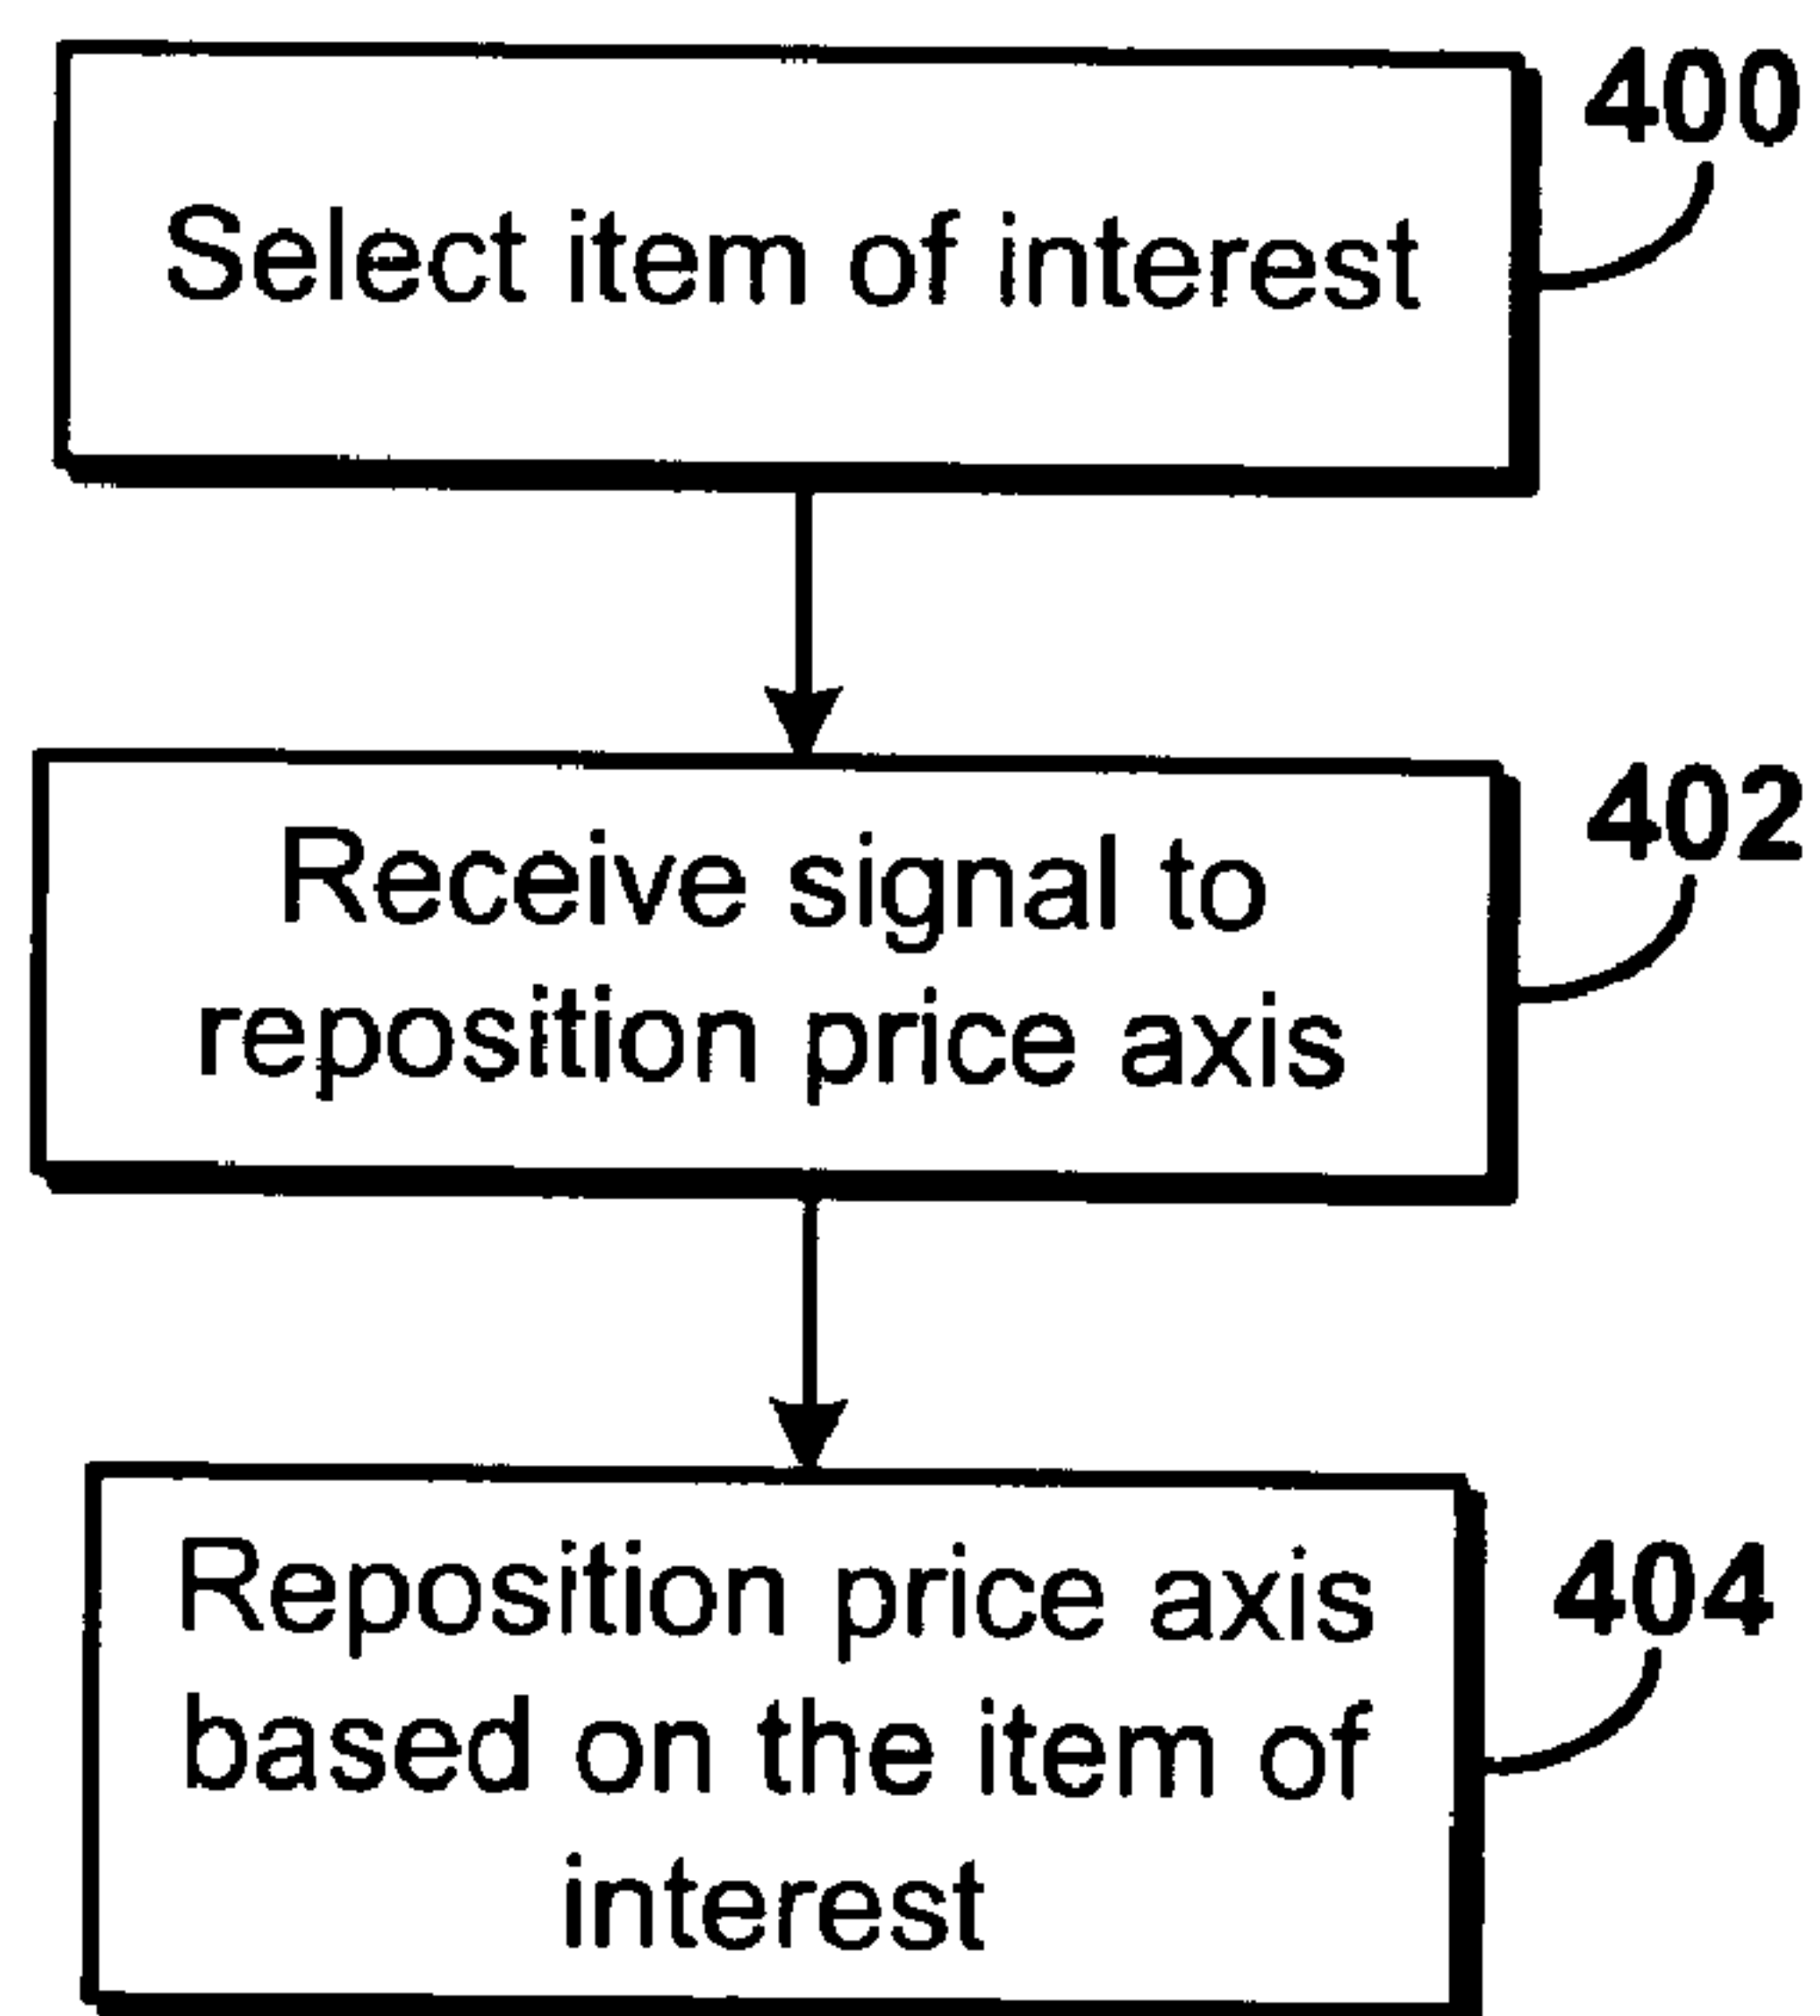 400
Select item of interest
402
Receive signal to
reposition price axis
404
Reposition price axis
based on the item of
interest